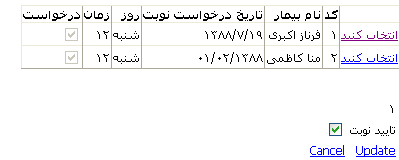 کد نام بیمار تاریخ درخواست نوبت روز زمان درخواست
انتخاب کنید ۱ فرناز اکبری ۱۳۸۸/۷/۱۹ شنبه ۱۲
انتخاب کنید ۲ منا کاظمی ۰۱/۰۲/۱۳۸۸ شنبه ۱۲
۱
تایید نوبت
Update Cancel